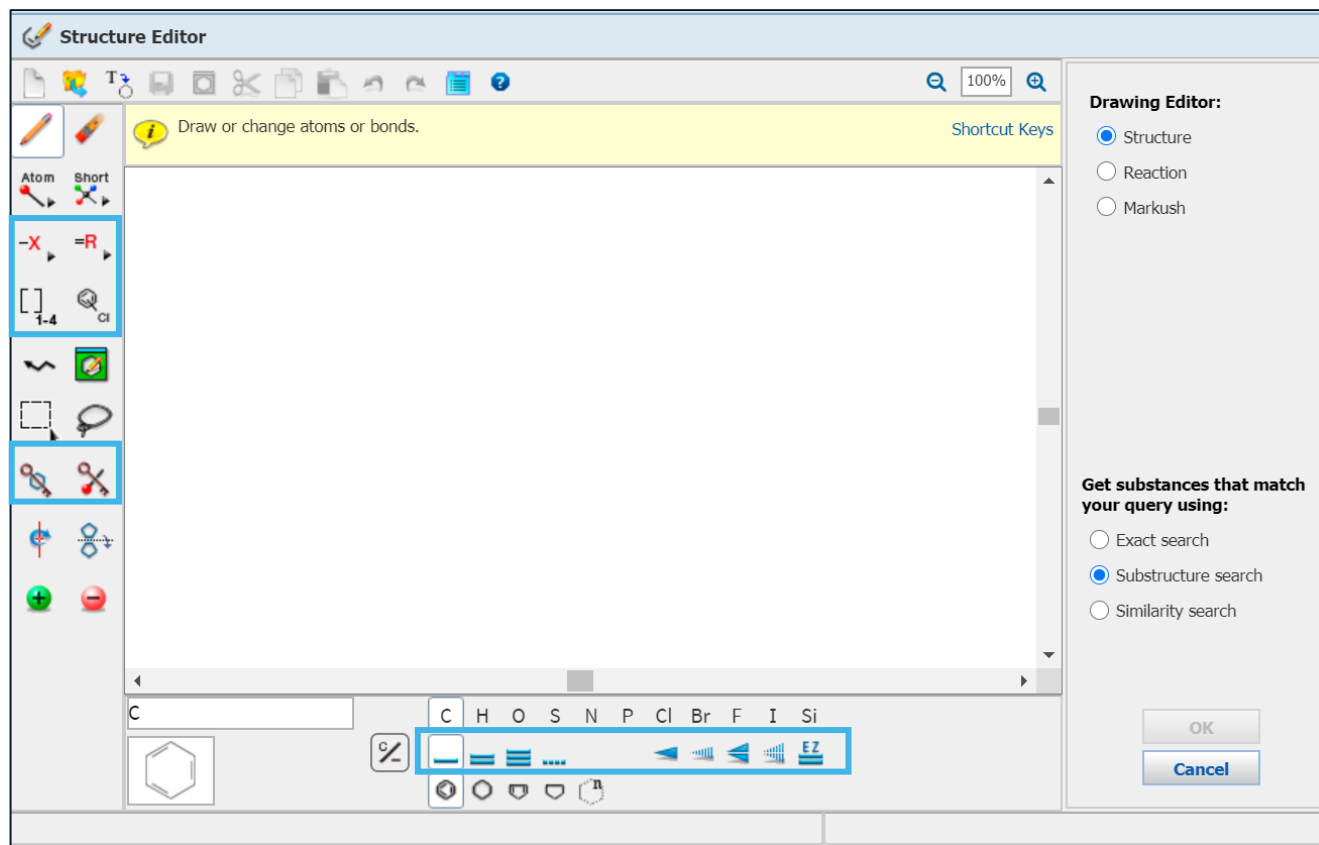 Structure Editor
T
?
100%
Drawing Editor:
Structure
Reaction
Markush
i
Draw or change atoms or bonds.
Shortcut Keys
Atom
Short
-X
=R
[ ] 1-4
Cl
Get substances that match
your query using:
Exact search
Substructure search
Similarity search
C
C H O S N P Cl Br F I Si
C
EZ
n
OK
Cancel